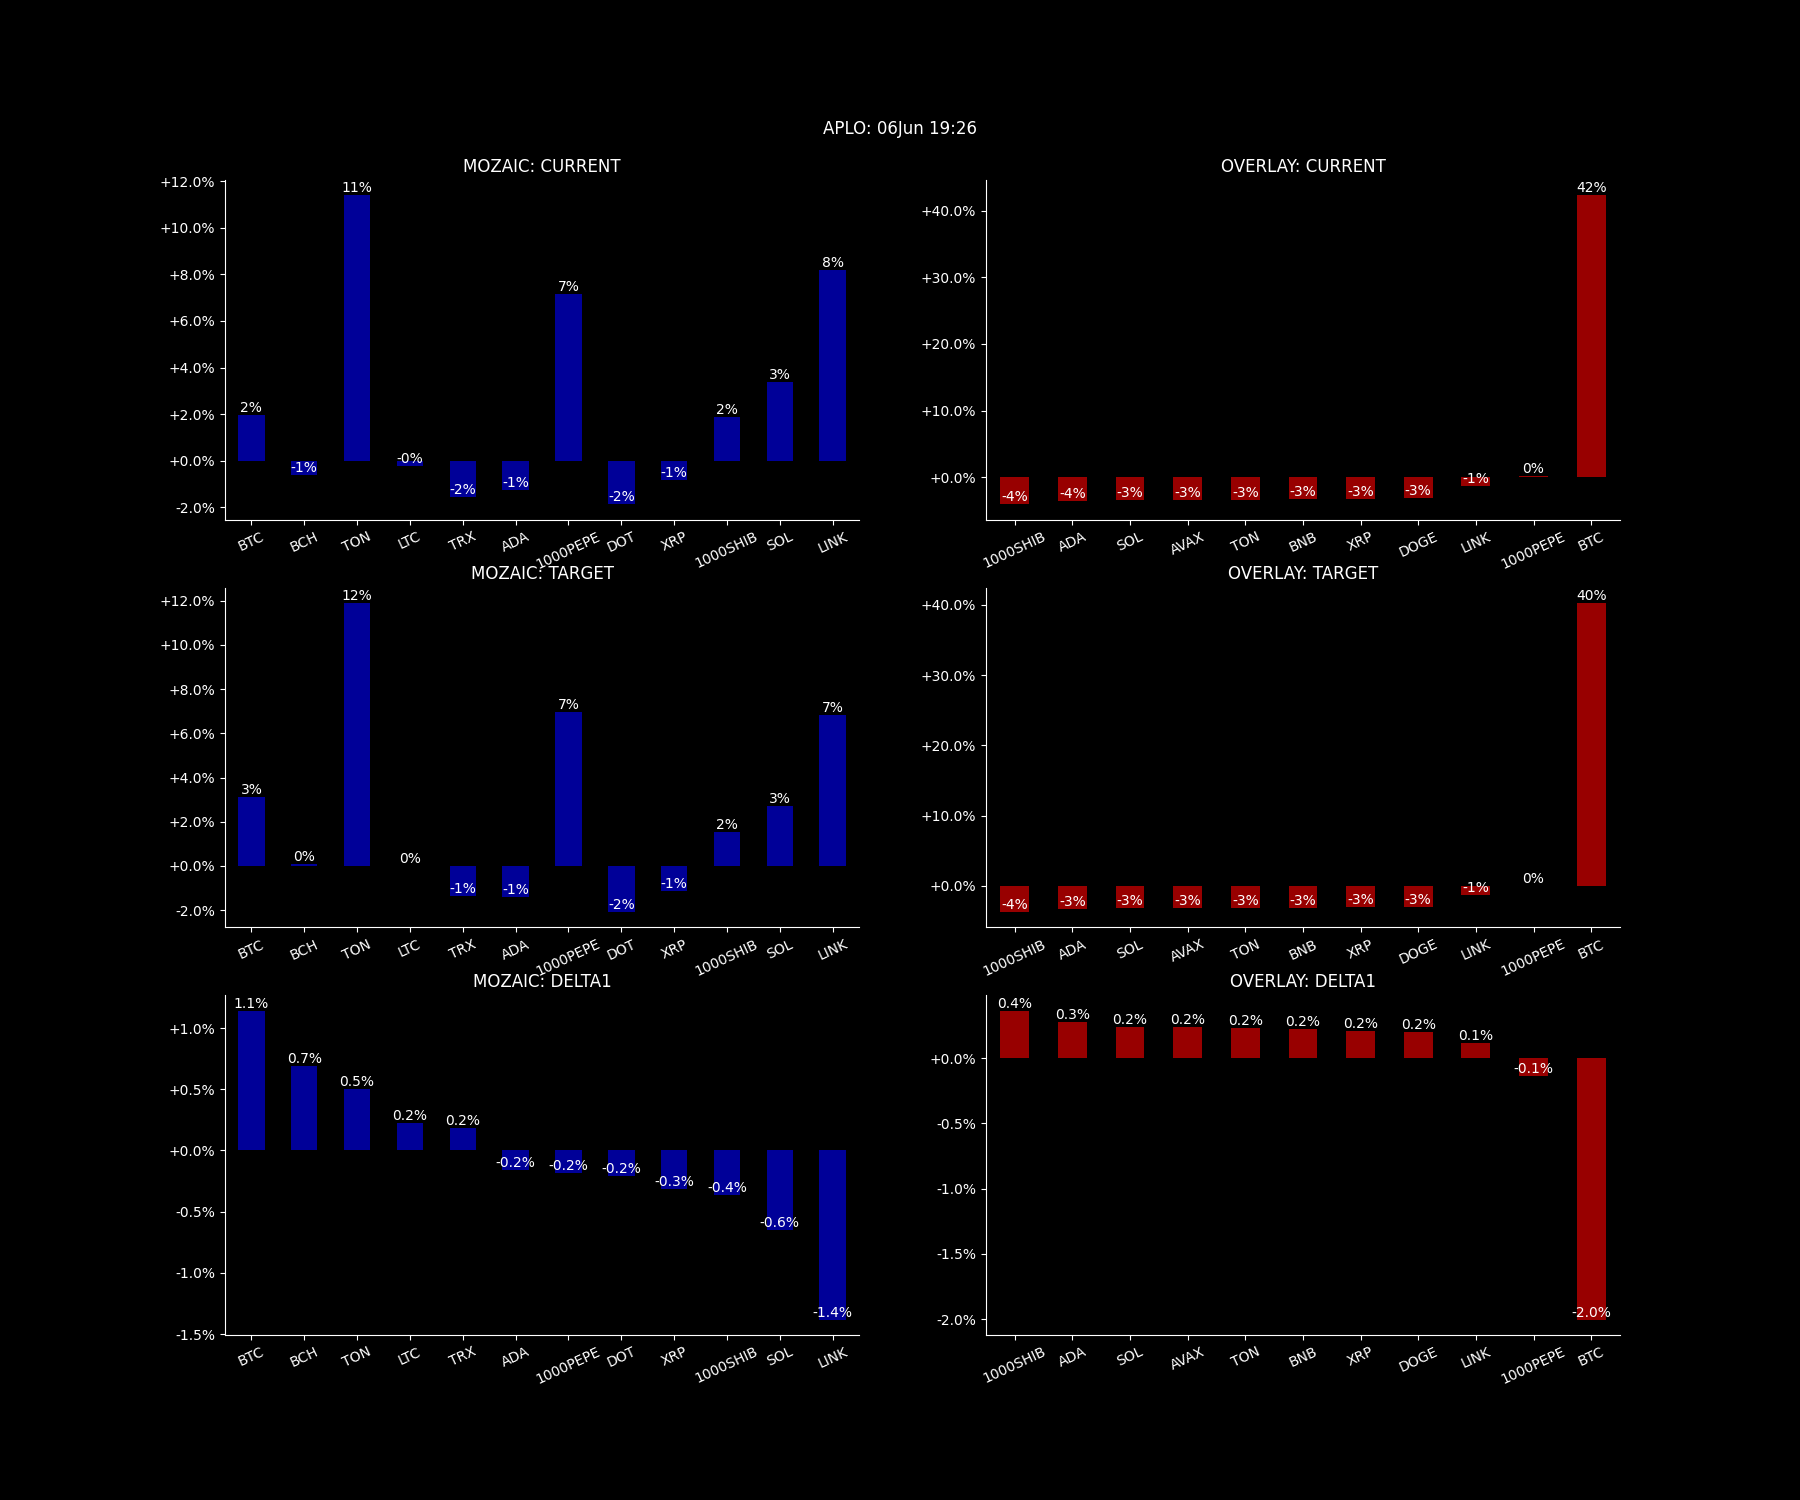 APLO: 06Jun 19:26
MOZAIC: CURRENT
+12.0%
+10.0%
+8.0%
+6.0%
+4.0%
+2.0%
+0.0%
-2.0%
2% -1% 11% -0% -2% -1% 7% -2% -1% 2% 3% 8%
BTC BCH TON LTC TRX ADA 1000PEPE DOT XRP 1000SHIB SOL LINK
OVERLAY: CURRENT
+40.0%
+30.0%
+20.0%
+10.0%
+0.0%
-4% -4% -3% -3% -3% -3% -3% -3% -1% 0% 42%
1000SHIB ADA SOL AVAX TON BNB XRP DOGE LINK 1000PEPE BTC
MOZAIC: TARGET
+12.0%
+10.0%
+8.0%
+6.0%
+4.0%
+2.0%
+0.0%
-2.0%
3% 0% 12% 0% -1% -1% 7% -2% -1% 2% 3% 7%
BTC BCH TON LTC TRX ADA 1000PEPE DOT XRP 1000SHIB SOL LINK
OVERLAY: TARGET
+40.0%
+30.0%
+20.0%
+10.0%
+0.0%
-4% -3% -3% -3% -3% -3% -3% -3% -1% 0% 40%
1000SHIB ADA SOL AVAX TON BNB XRP DOGE LINK 1000PEPE BTC
MOZAIC: DELTA1
+1.0%
+0.5%
+0.0%
-0.5%
-1.0%
-1.5%
1.1% 0.7% 0.5% 0.2% 0.2% -0.2% -0.2% -0.2% -0.3% -0.4% -0.6% -1.4%
BTC BCH TON LTC TRX ADA 1000PEPE DOT XRP 1000SHIB SOL LINK
OVERLAY: DELTA1
+0.0%
-0.5%
-1.0%
-1.5%
-2.0%
0.4% 0.3% 0.2% 0.2% 0.2% 0.2% 0.2% 0.2% 0.1% -0.1% -2.0%
1000SHIB ADA SOL AVAX TON BNB XRP DOGE LINK 1000PEPE BTC